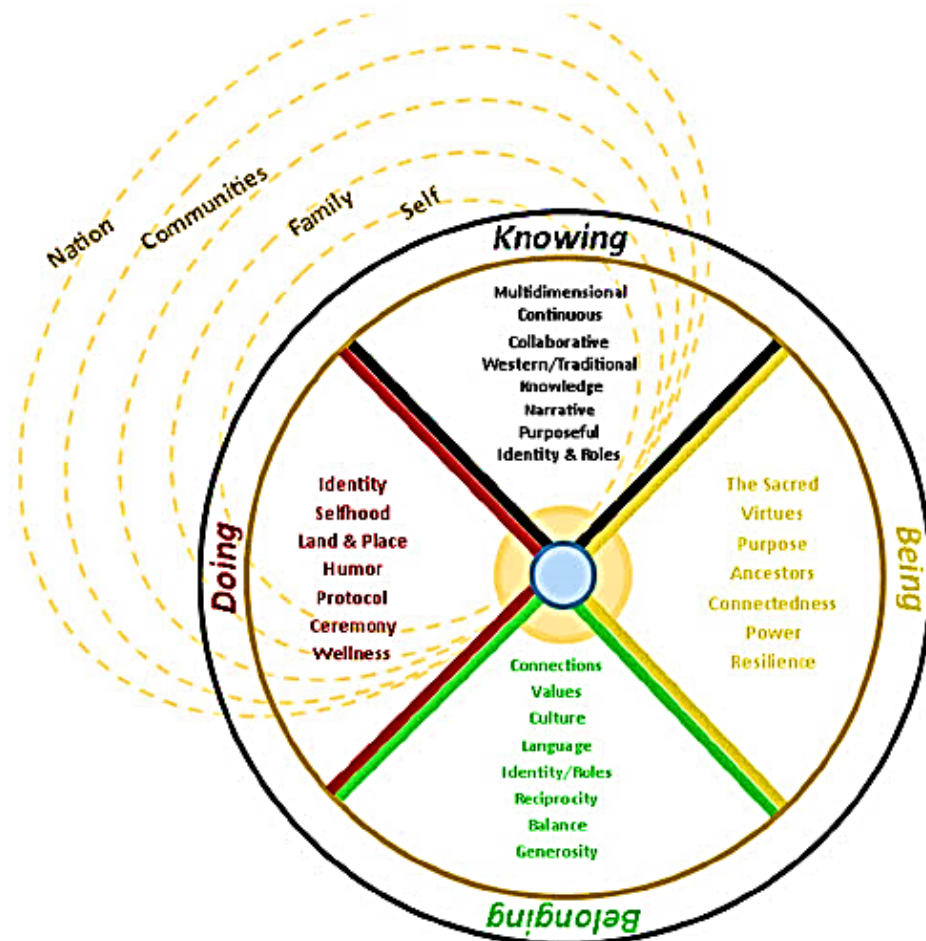 Nation
Communities
Family
Self
Knowing
Multidimensional
Continuous
Collaborative
Western/Traditional
Knowledge
Narrative
Purposeful
Identity & Roles
Doing
Identity
Selfhood
Land & Place
Humor
Protocol
Ceremony
Wellness
The Sacred
Virtues
Purpose
Ancestors
Connectedness
Power
Resilience
Being
Connections
Values
Culture
Language
Identity/Roles
Reciprocity
Balance
Generosity
Belonging